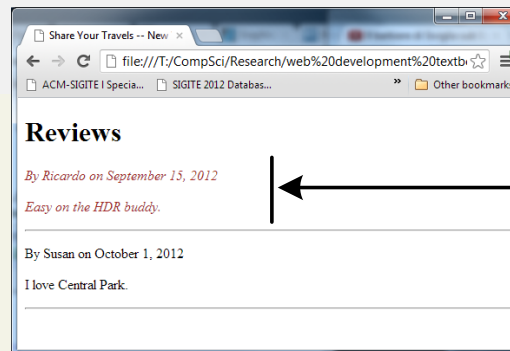 Share Your Travels -- New
file:///T:/CompSci/Research/web%20development%20textb
ACM-SIGITE I Specia...
SIGITE 2012 Databas...
»
Other bookmarks
Reviews
By Ricardo on September 15, 2012
Easy on the HDR buddy.
By Susan on October 1, 2012
I love Central Park.